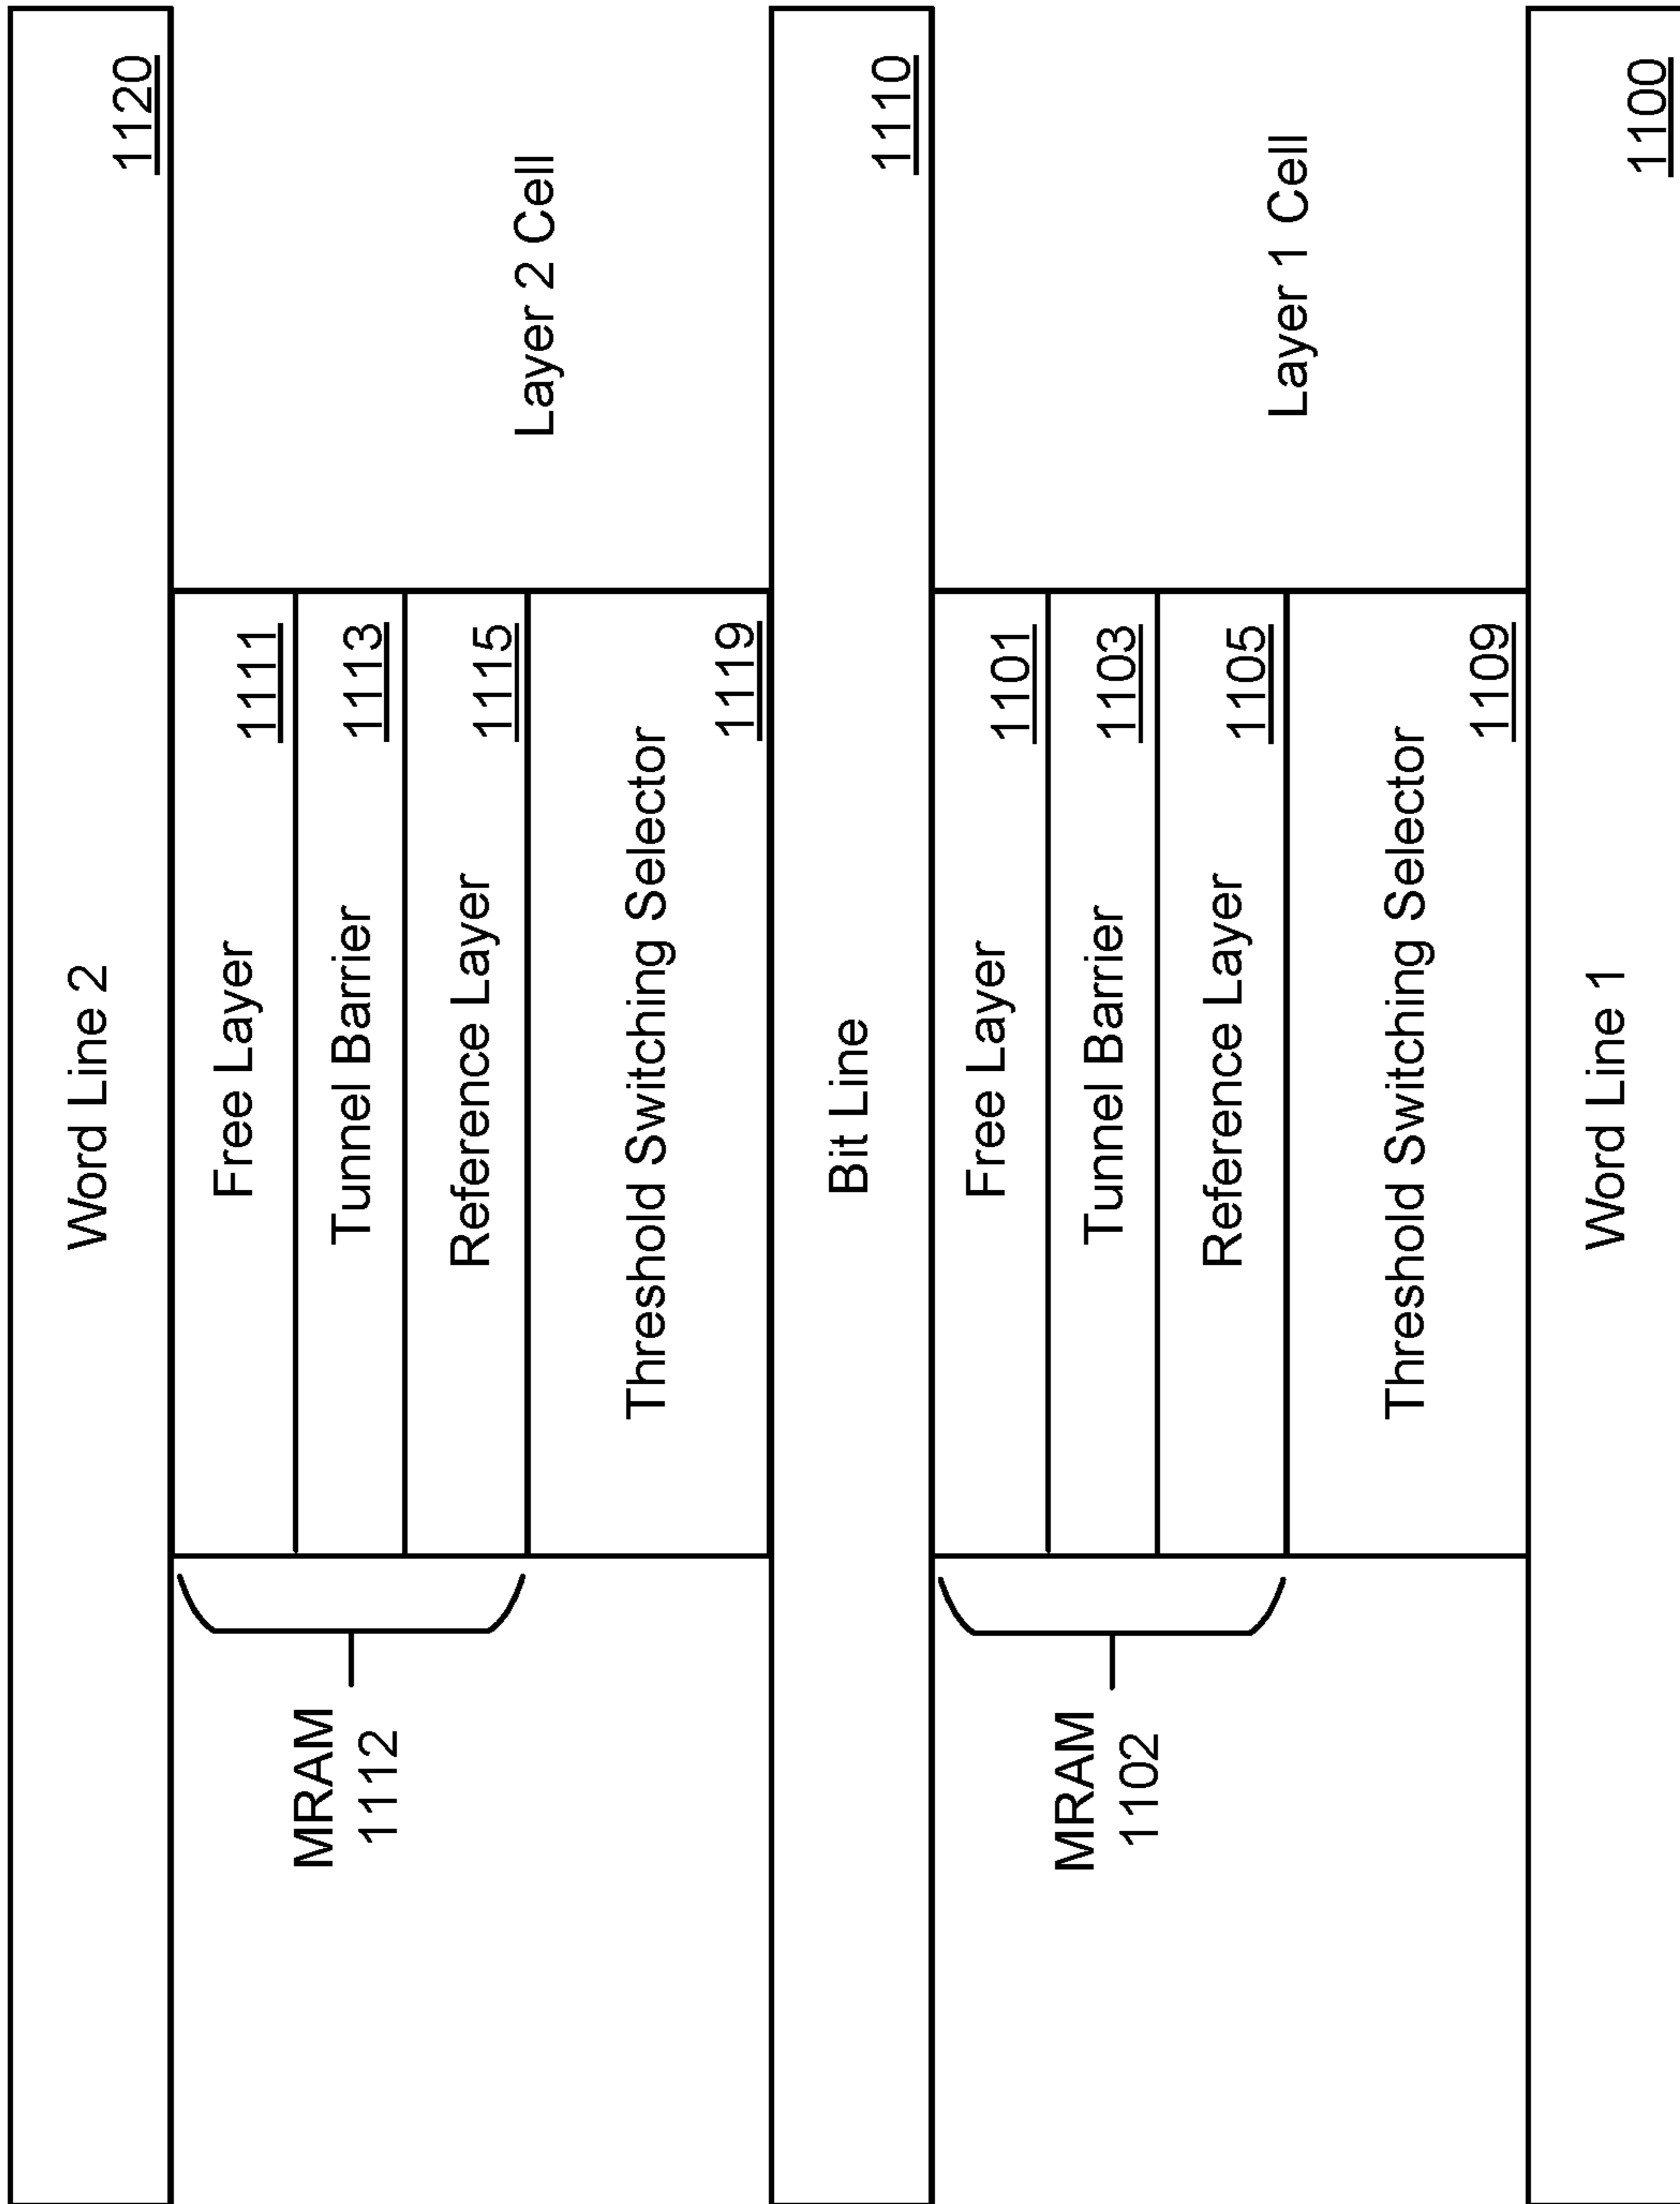 Word Line 2
1120
Free Layer
1111
Tunnel Barrier
1113
MRAM
1112
Reference Layer
1115
Layer 2 Cell
Threshold Switching Selector
1119
Bit Line
1110
Free Layer
1101
Tunnel Barrier
1103
MRAM
1102
Reference Layer
1105
Layer 1 Cell
Threshold Switching Selector
1109
Word Line 1
1100